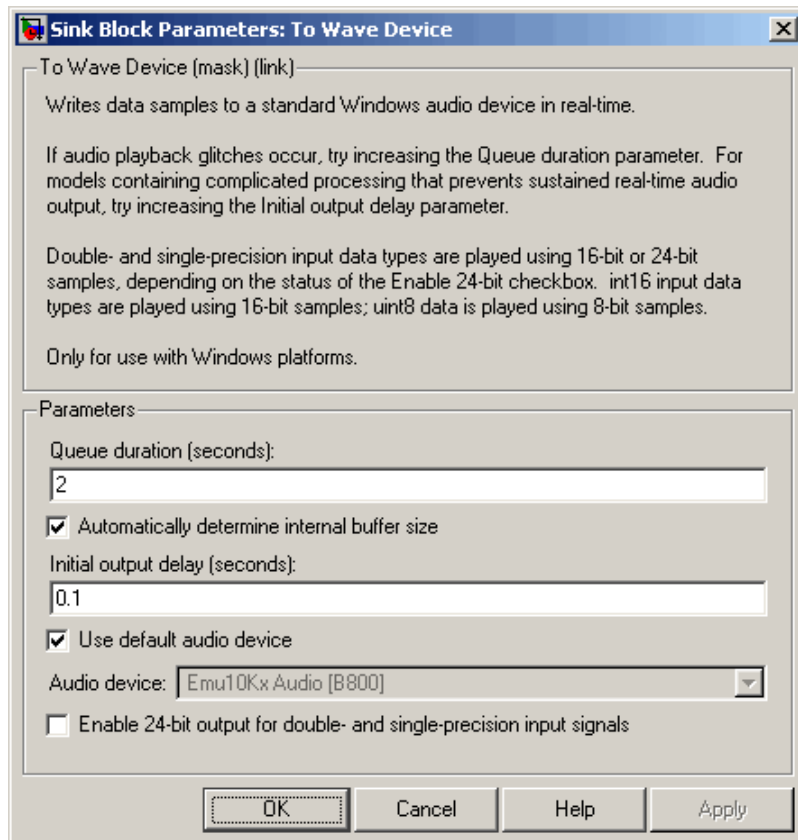 Sink Block Parameters: To Wave Device
To Wave Device (mask) (link)
Writes data samples to a standard Windows audio device in real-time.
If audio playback glitches occur, try increasing the Queue duration parameter.  For
models containing complicated processing that prevents sustained real-time audio
output, try increasing the Initial output delay parameter.
Double- and single-precision input data types are played using 16-bit or 24-bit
samples, depending on the status of the Enable 24-bit checkbox.  int16 input data
types are played using 16-bit samples; uint8 data is played using 8-bit samples.
Only for use with Windows platforms.
Parameters
Queue duration (seconds):
2
Automatically determine internal buffer size
Initial output delay (seconds):
0.1
Use default audio device
Audio device: Emu10Kx Audio [B800]
Enable 24-bit output for double- and single-precision input signals
OK Cancel Help Apply